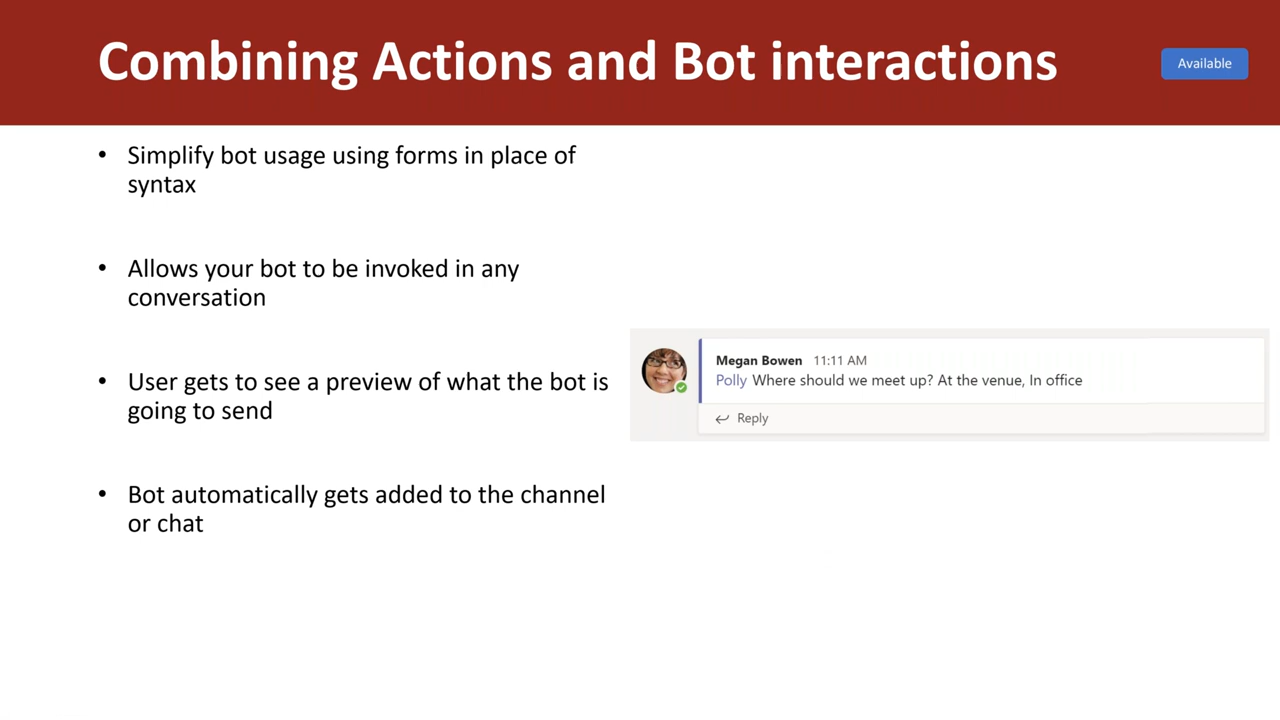 Combining Actions and Bot interactions
Available
• Simplify bot usage using forms in place of
syntax
• Allows your bot to be invoked in any
conversation
• User gets to see a preview of what the bot is
going to send
• Bot automatically gets added to the channel
or chat
Megan Bowen 11:11 AM
Polly Where should we meet up? At the venue, In office
Reply